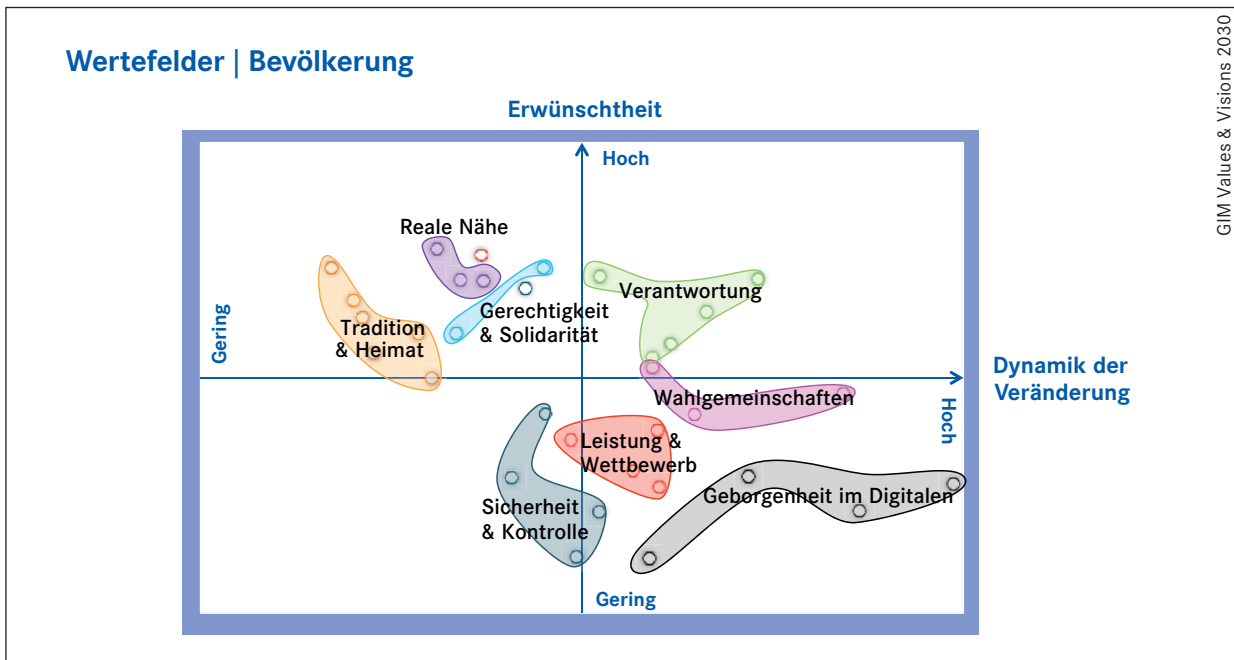 Wertefelder | Bevölkerung
GIM Values & Visions 2030
Erwünschtheit
Hoch
Reale Nähe
Verantwortung
Gerechtigkeit
& Solidarität
Tradition
& Heimat
Gering
Dynamik der
Veränderung
Wahlgemeinschaften
Hoch
Leistung &
Wettbewerb
Geborgenheit im Digitalen
Sicherheit
& Kontrolle
Gering